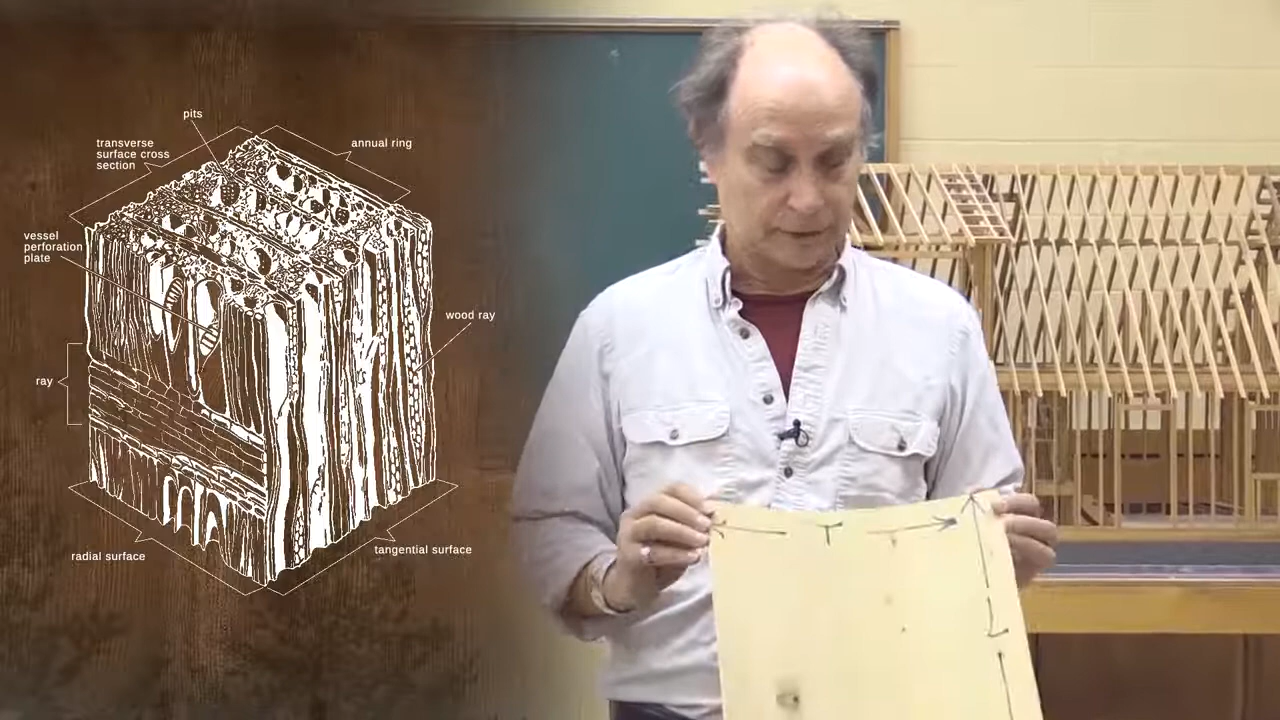 pits
transverse
surface cross
section
annual ring
vessel
perforation
plate
wood ray
ray
radial surface
tangential surface
T
L